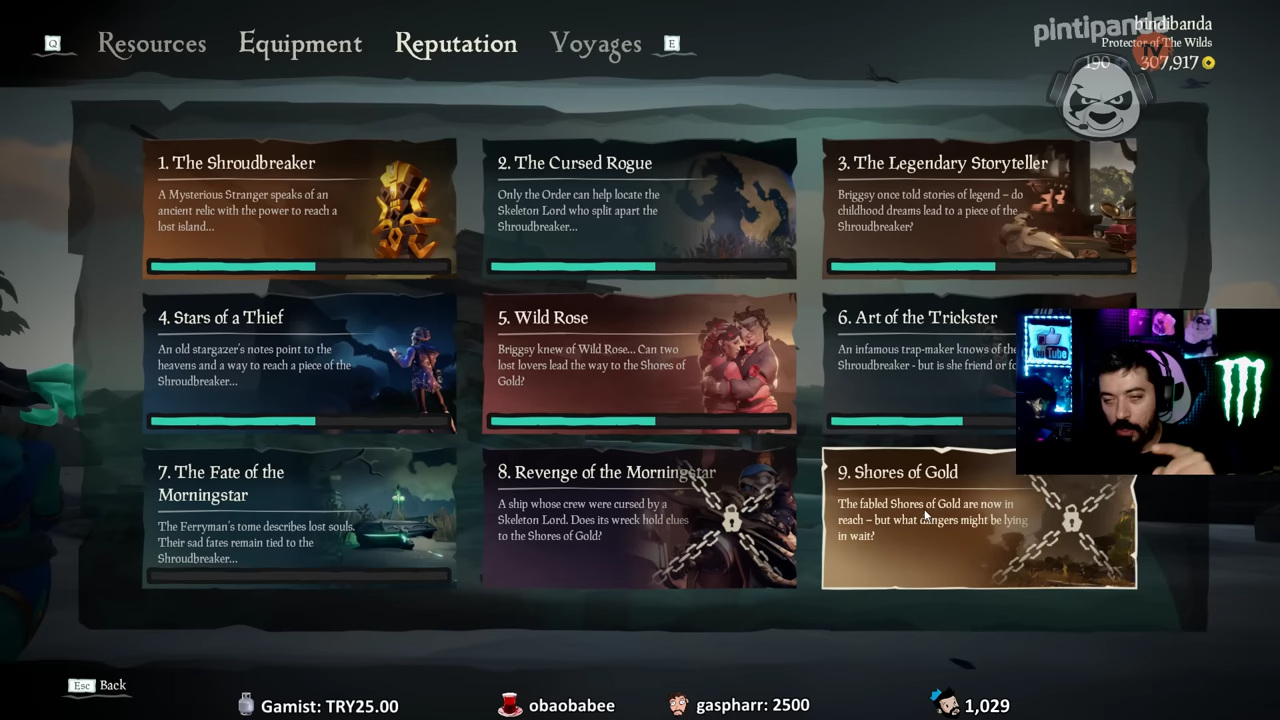 Q
Resources
Equipment
Reputation
Voyages
E
pintipanda
TV
hindibanda
Protector of The Wilds
190
307,917
1. The Shroudbreaker
A Mysterious Stranger speaks of an
ancient relic with the power to reach a
lost island...
2. The Cursed Rogue
Only the Order can help locate the
Skeleton Lord who split apart the
Shroudbreaker...
3. The Legendary Storyteller
Briggsy once told stories of legend – do
childhood dreams lead to a piece of the
Shroudbreaker?
4. Stars of a Thief
An old stargazer's notes point to the
heavens and a way to reach a piece of the
Shroudbreaker...
5. Wild Rose
Briggsy knew of Wild Rose... Can two
lost lovers lead the way to the Shores of
Gold?
6. Art of the Trickster
An infamous trap-maker knows of the
Shroudbreaker - but is she friend or
YouTube
7. The Fate of the
Morningstar
The Ferryman's tome describes lost souls.
Their sad fates remain tied to the
Shroudbreaker...
8. Revenge of the Morningstar
A ship whose crew were cursed by a
Skeleton Lord. Does its wreck hold clues
to the Shores of Gold?
9. Shores of Gold
The fabled Shores of Gold are now in
reach – but what dangers might be lying
in wait?
Esc Back
Gamist: TRY25.00
obaobabee
gaspharr: 2500
1,029